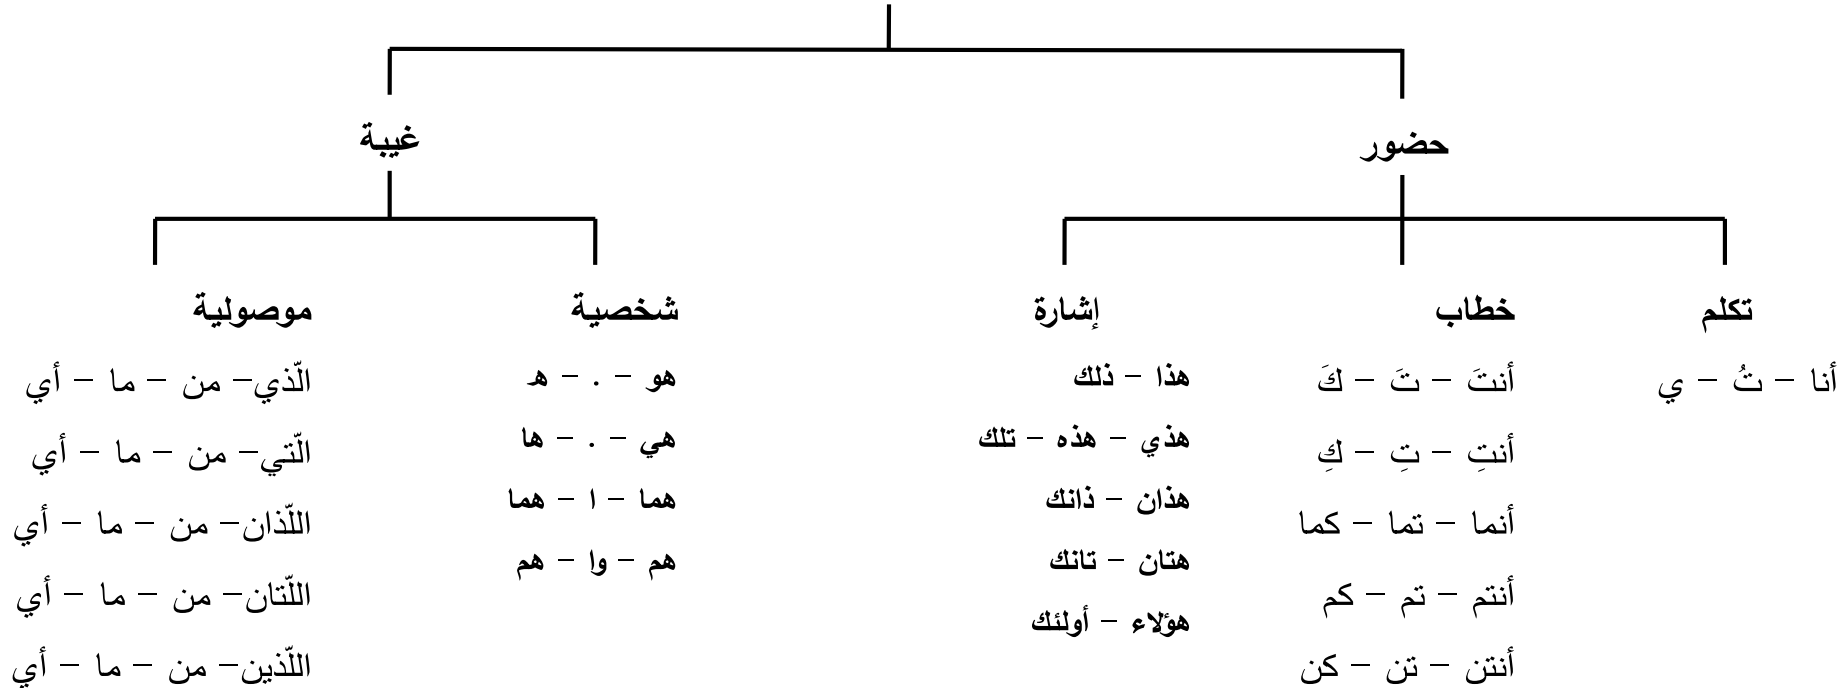 حضور
غيبة
تكلم
خطاب
إشارة
شخصية
موصولية
أنا – تُ – ي
أنتَ – تَ – كَ
أنتِ – تِ – كِ
أنما – تما – كما
أنتم – تم – كم
أنتن – تن – كن
هذا – ذلك
هذي – هذه – تلك
هذان – ذانك
هتان – تانك
هؤلاء – أولئك
هو – . – هـ
هي – . – ها
هما – ا – هما
هم – وا – هم
الّذي– من – ما – أي
الّتي– من – ما – أي
اللّذان– من – ما – أي
اللّتان– من – ما – أي
اللّذين– من – ما – أي